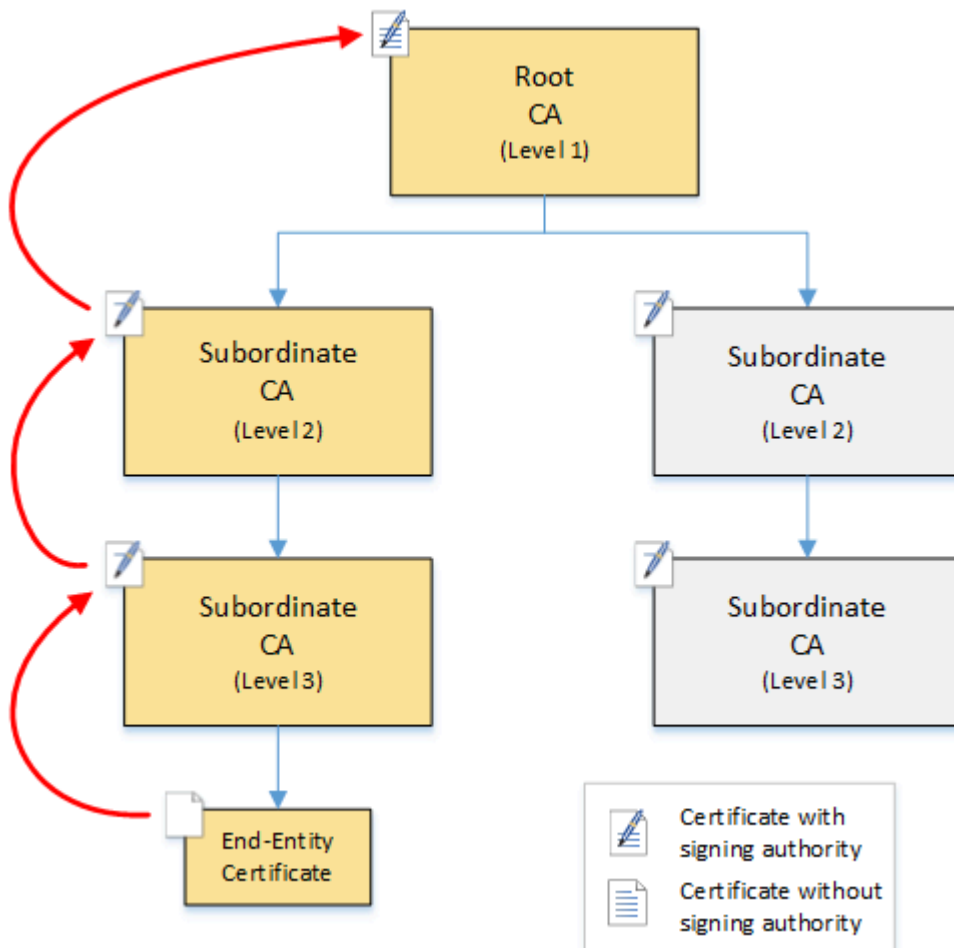 Root
CA
(Level 1)
Subordinate
CA
(Level 2)
Subordinate
CA
(Level 2)
Subordinate
CA
(Level 3)
Subordinate
CA
(Level 3)
End-Entity
Certificate
Certificate with
signing authority
Certificate without
signing authority